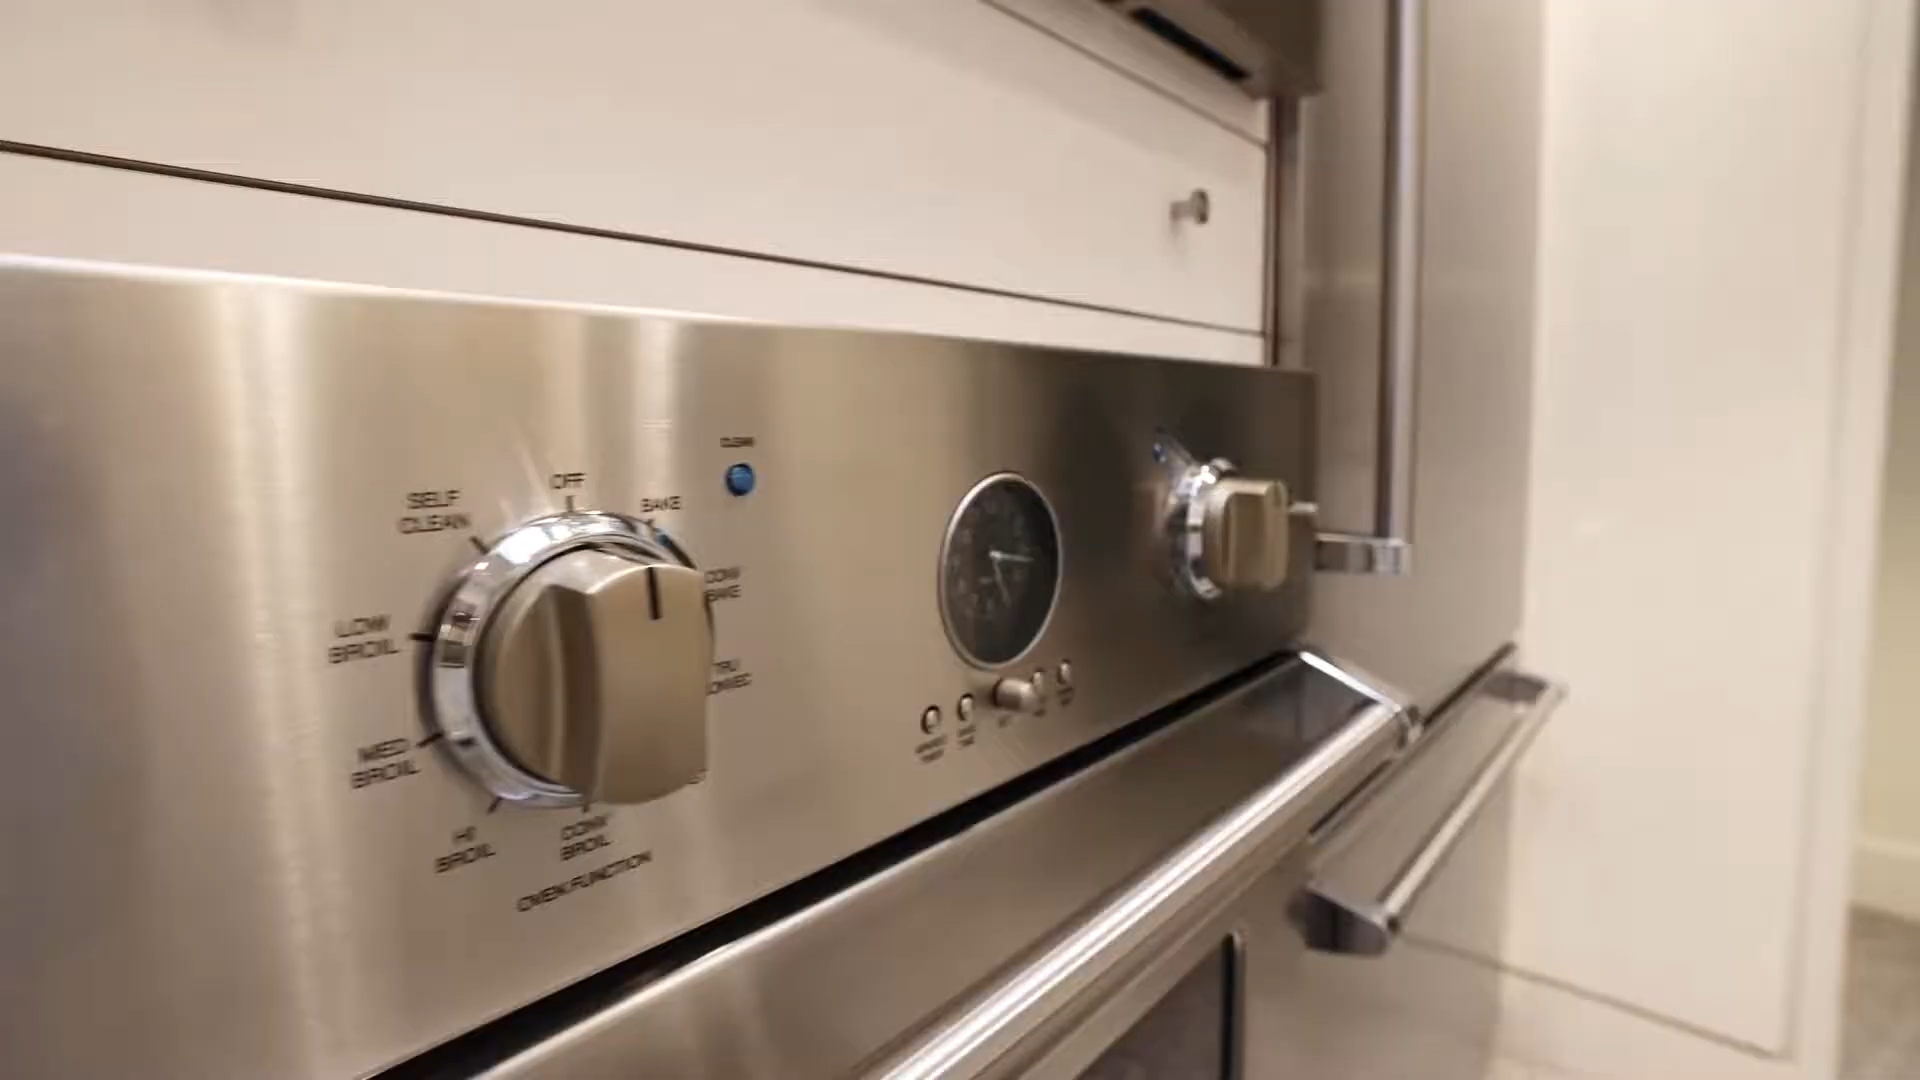 CLEAN
OFF
BAKE
SELF
CLEAN
CONV
BAKE
LOW
BROIL
TRU
CONVEC
MED
BROIL
HI
BROIL
CONV
BROIL
OVEN FUNCTION